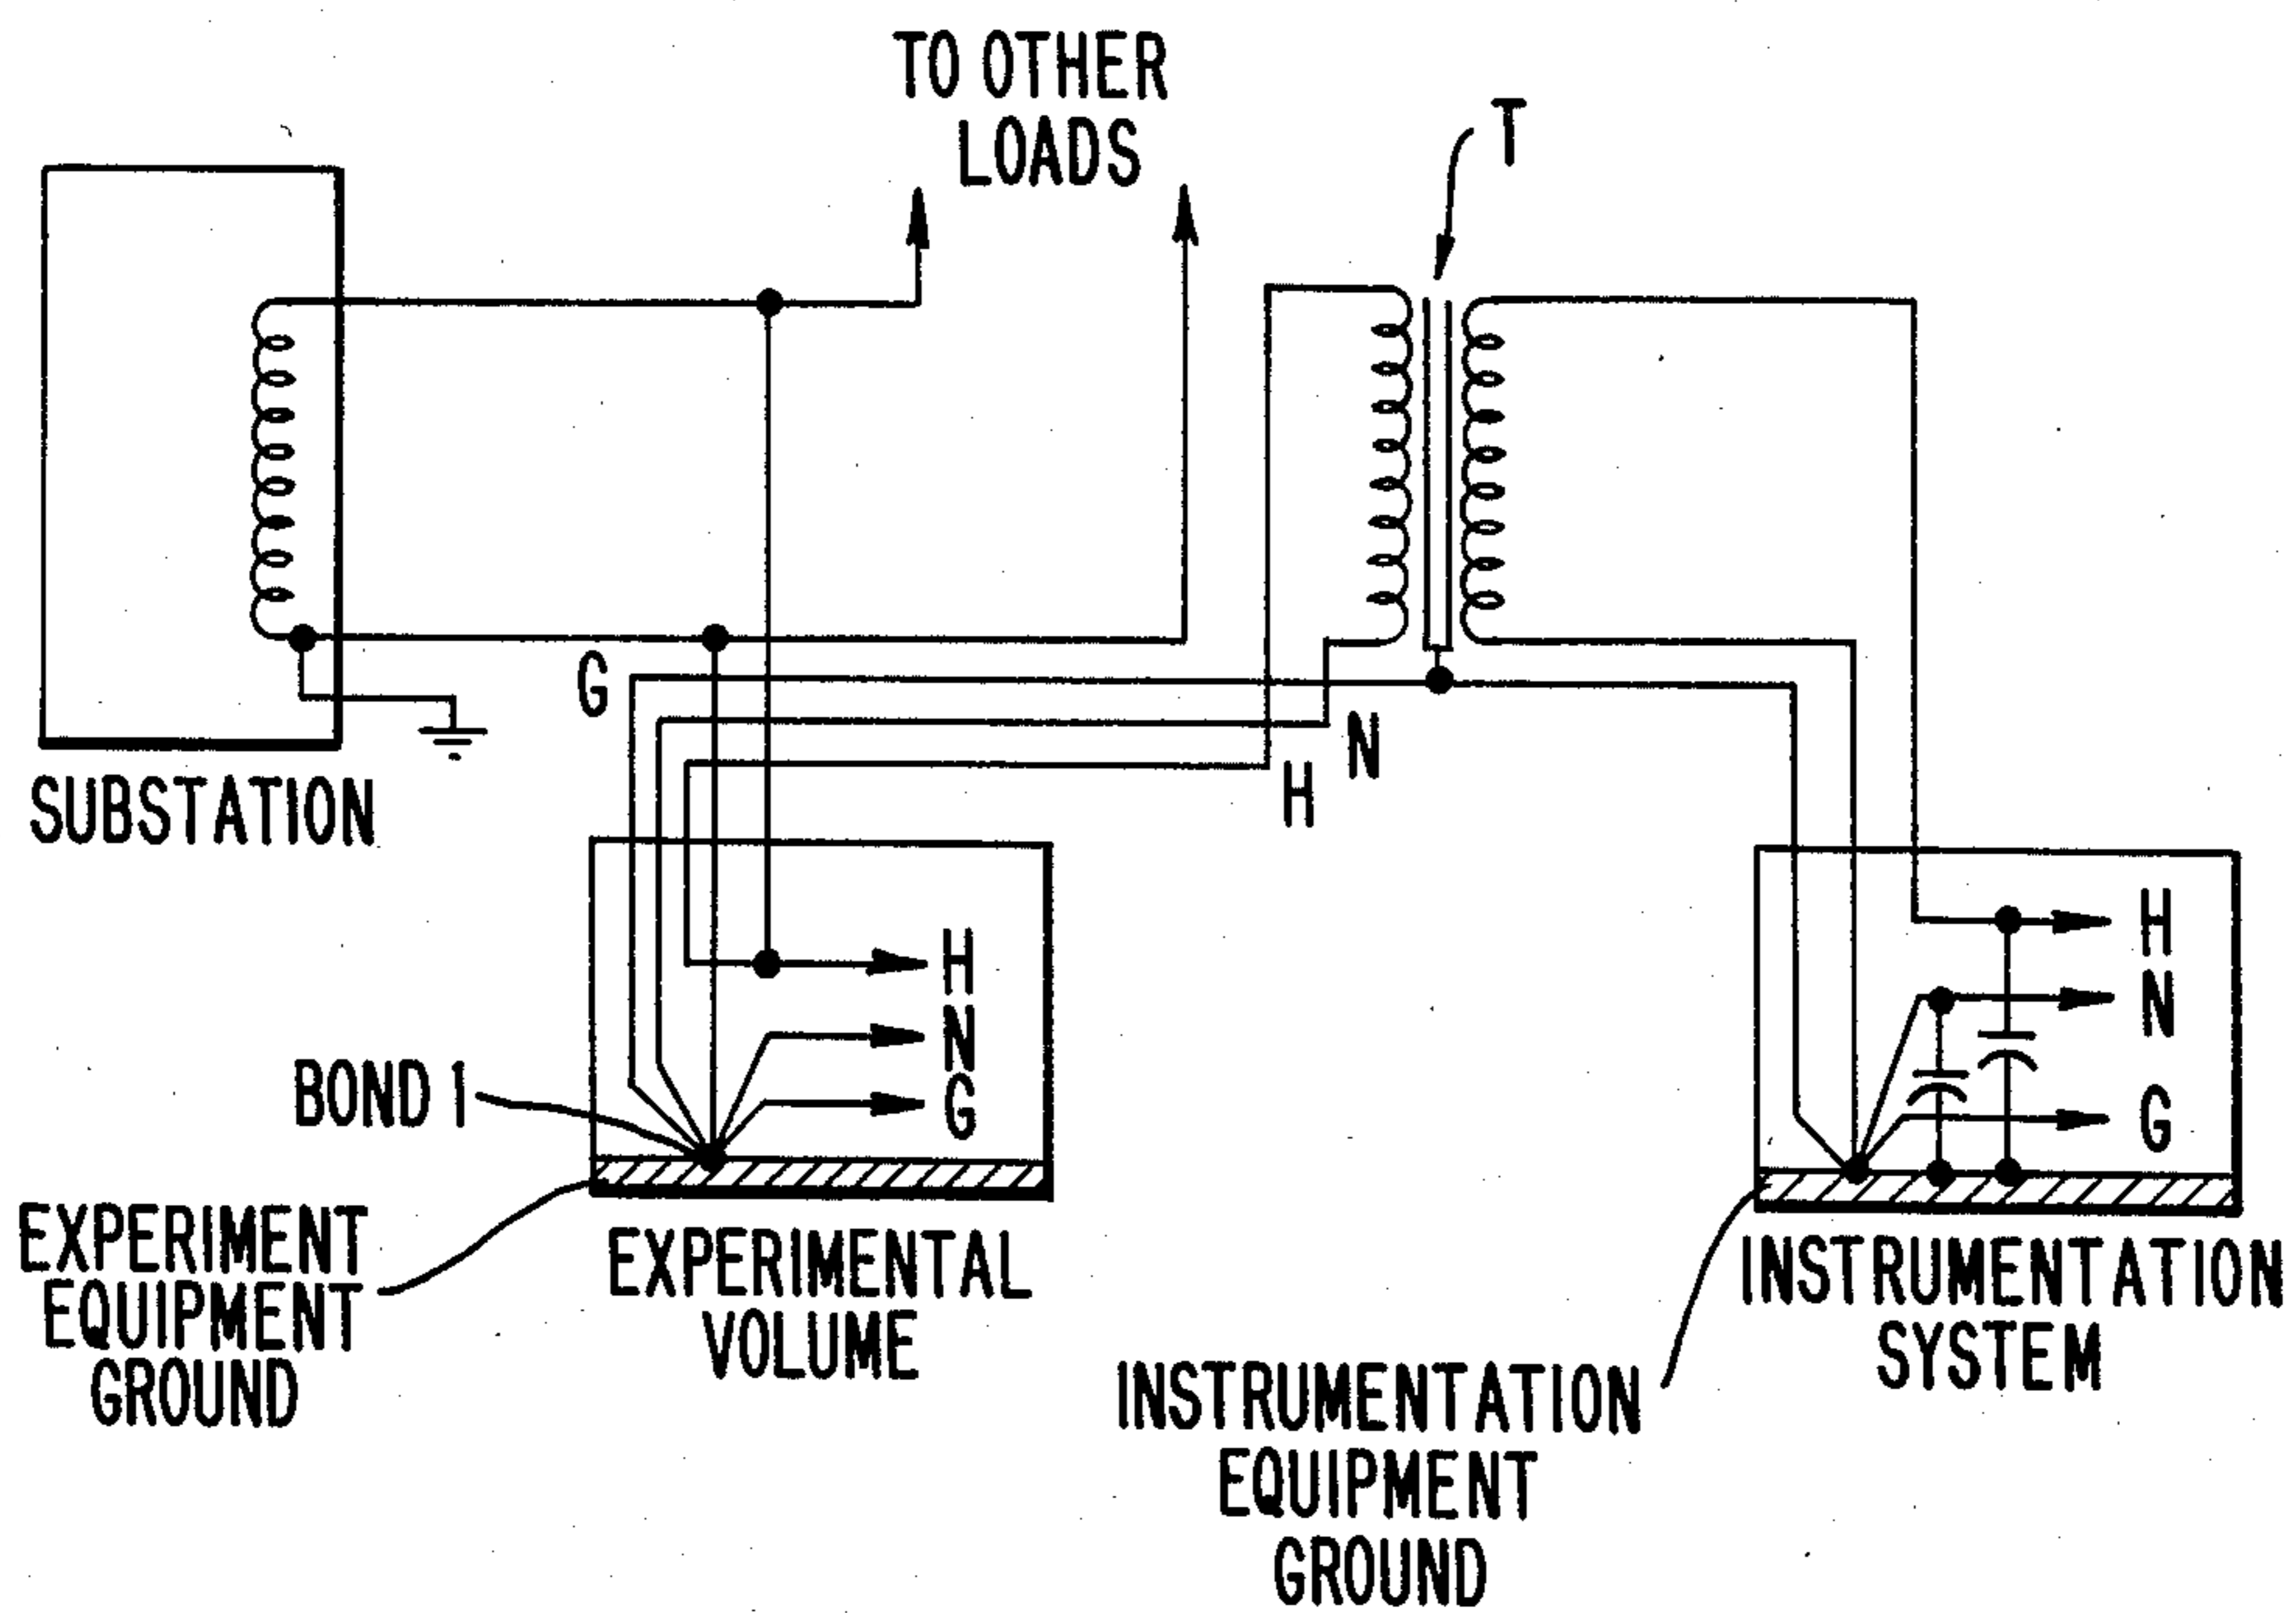 TO OTHER
LOADS
T
G
N
H
SUBSTATION
H
N
G
H
N
G
BOND 1
EXPERIMENT
EQUIPMENT
GROUND
EXPERIMENTAL
VOLUME
INSTRUMENTATION
SYSTEM
INSTRUMENTATION
EQUIPMENT
GROUND